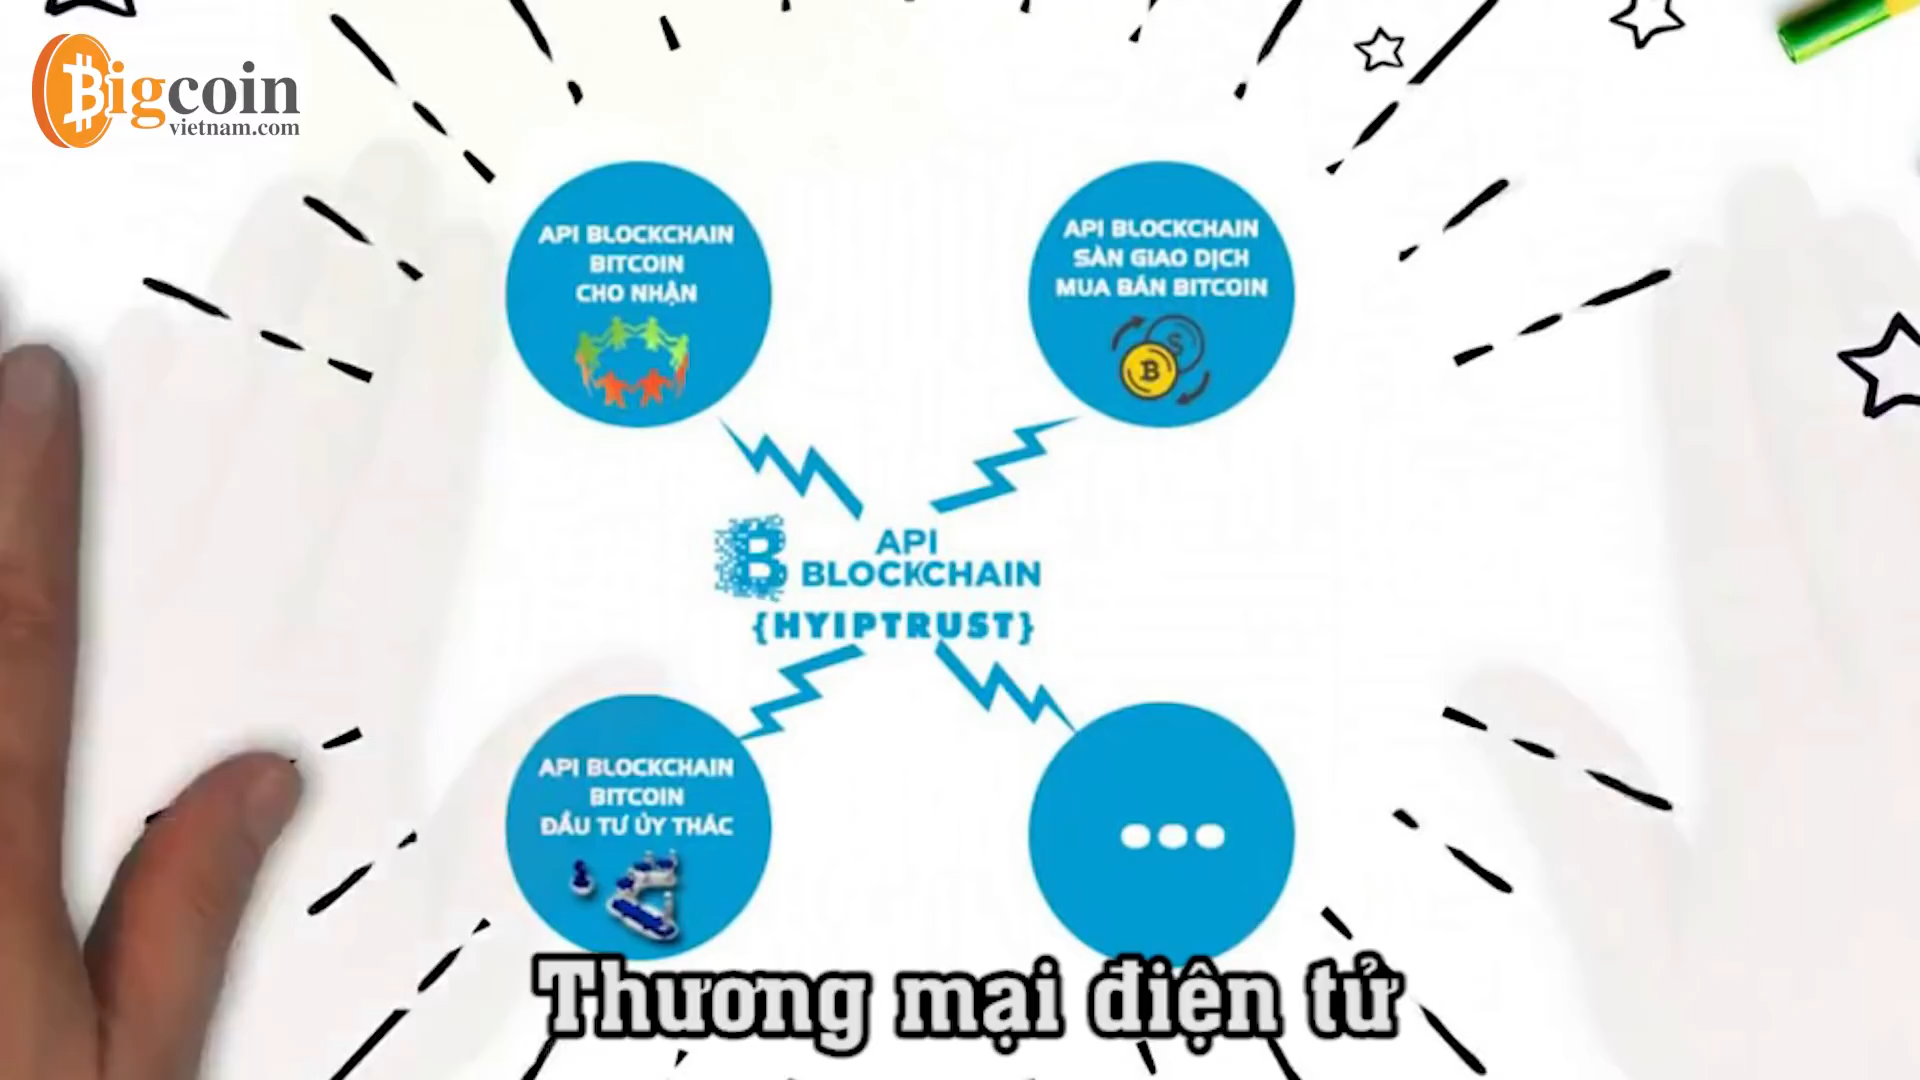 Bigcoin
vietnam.com
API BLOCKCHAIN
BITCOIN
CHO NHẬN
API BLOCKCHAIN
SÀN GIAO DỊCH
MUA BÁN BITCOIN
B
$
API
BLOCKCHAIN
{HYIPTRUST}
API BLOCKCHAIN
BITCOIN
ĐẦU TƯ ỦY THÁC
...
Thương mại điện tử